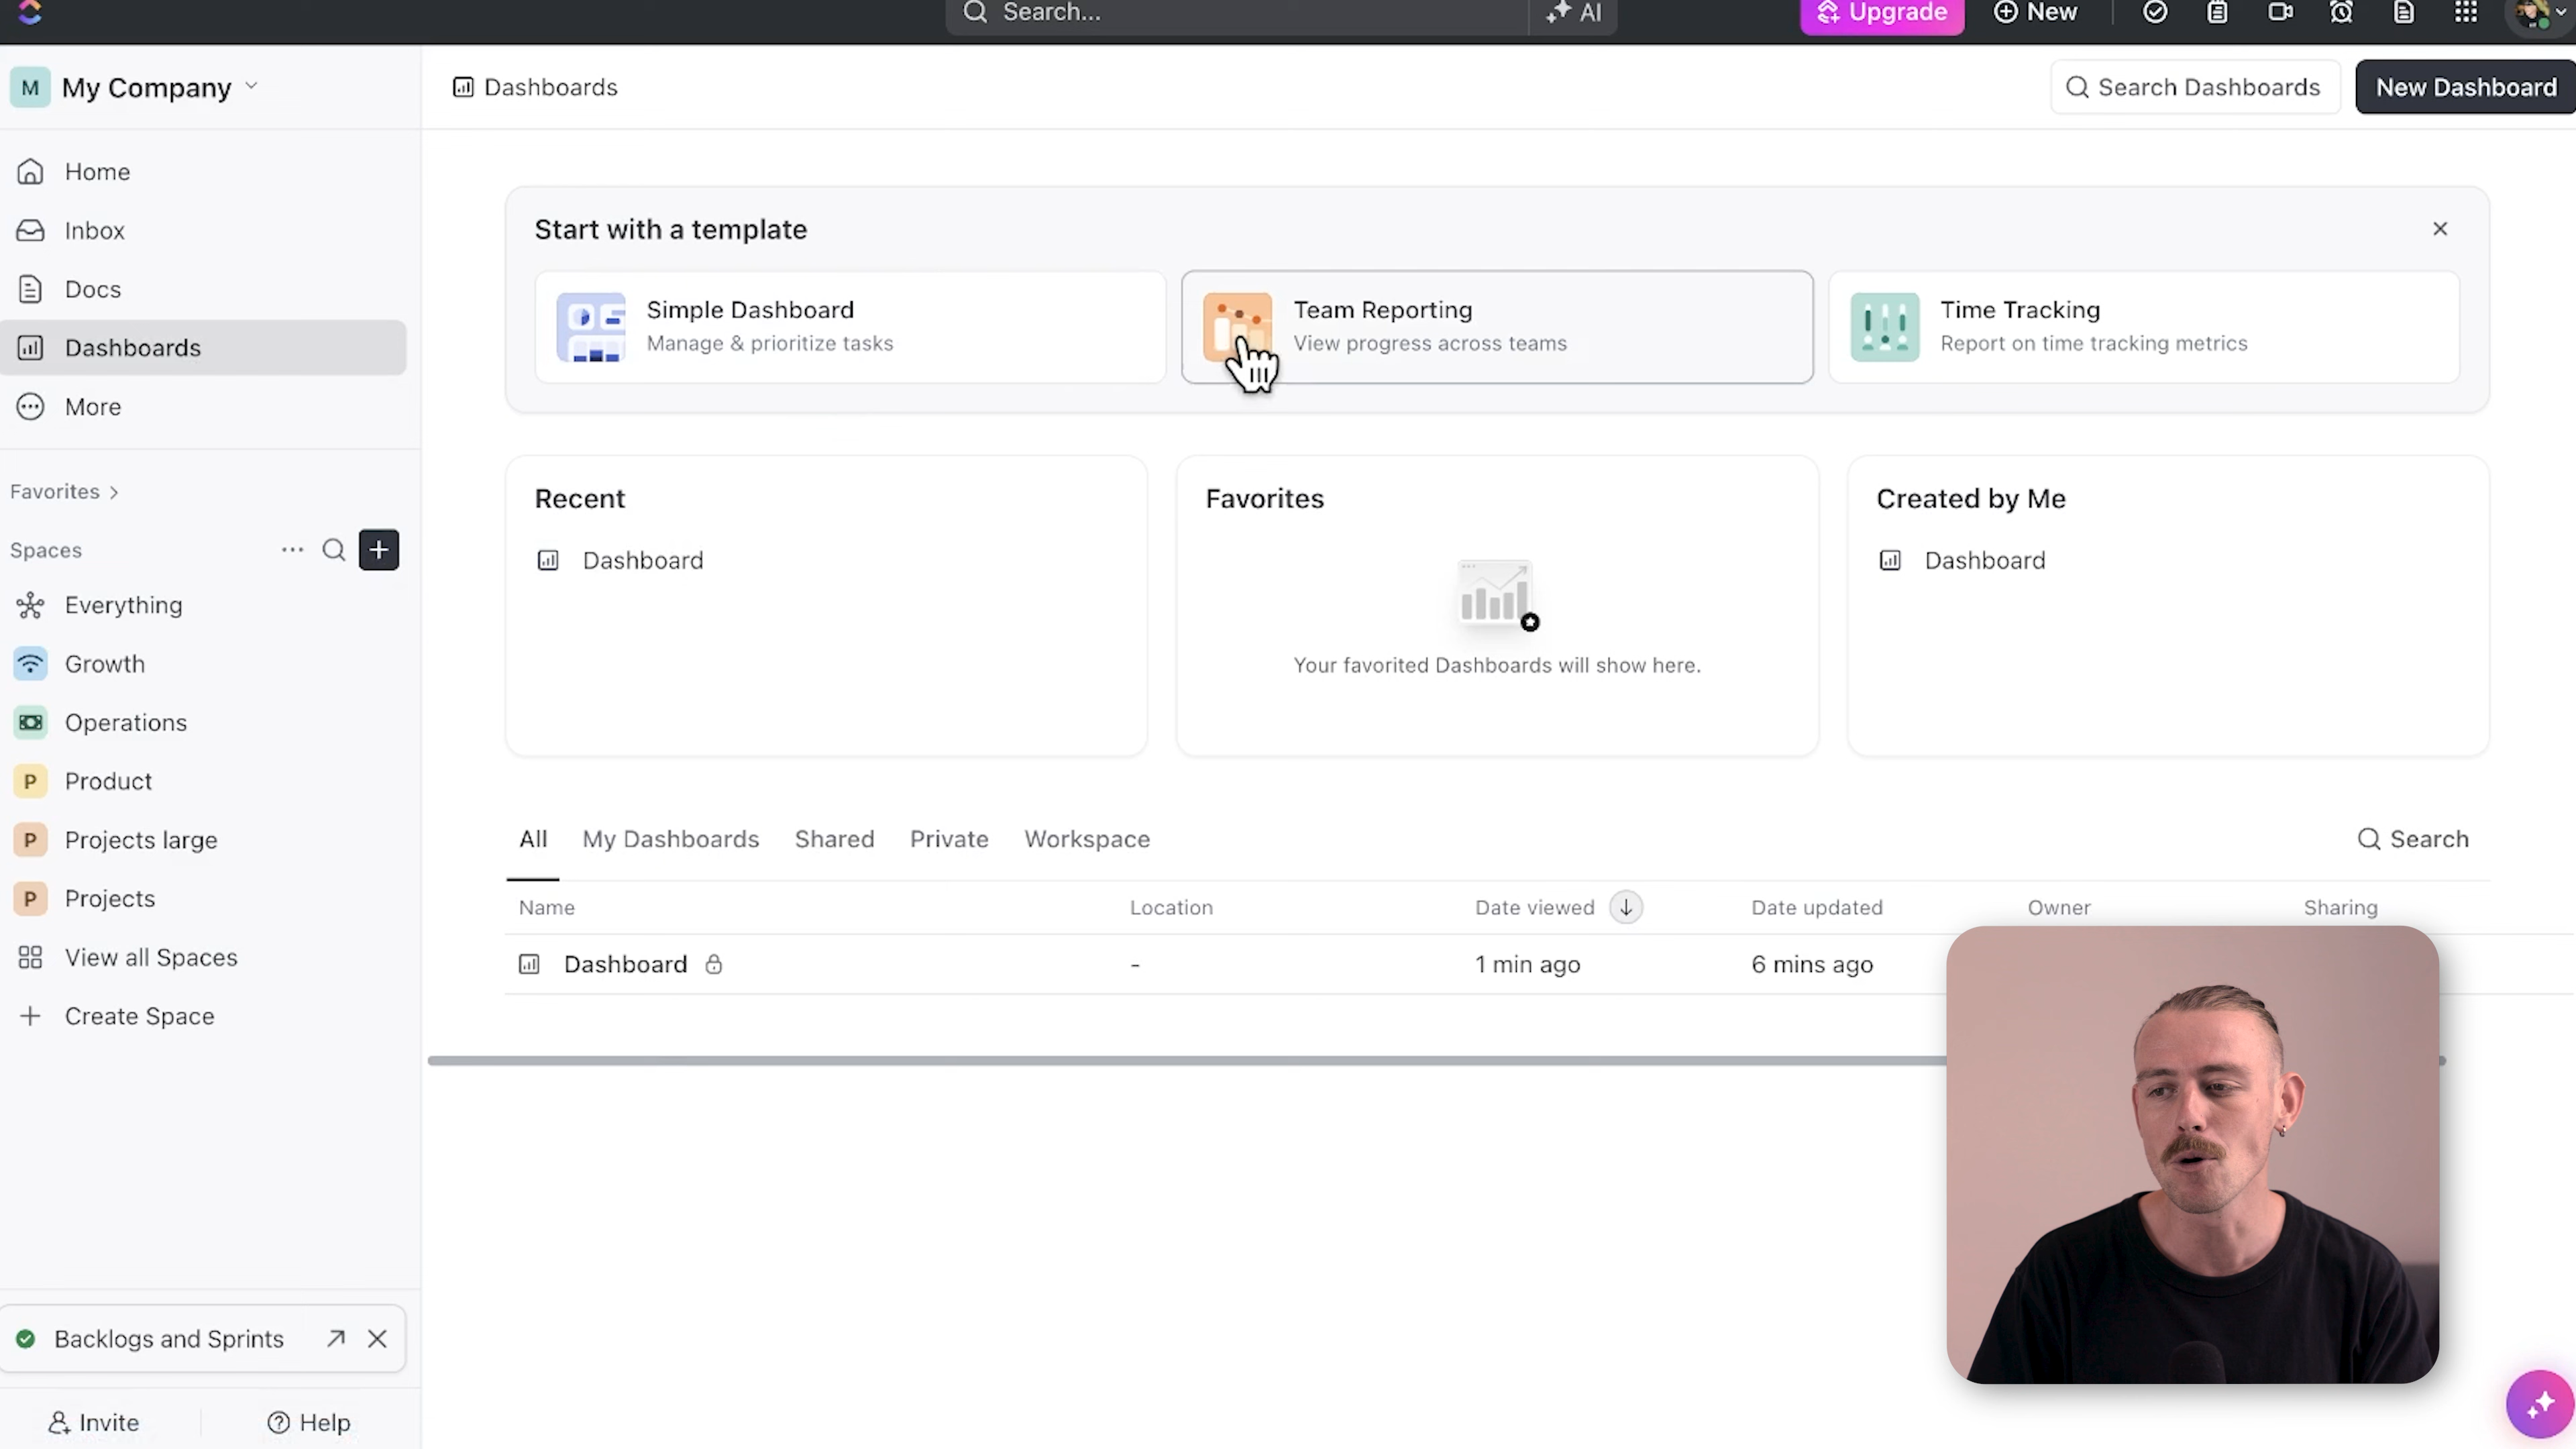 Search...
AI
Upgrade
New
M My Company
Dashboards
Search Dashboards
New Dashboard
Home
Inbox
Docs
Dashboards
More
Favorites
Spaces
Everything
Growth
Operations
P Product
P Projects large
P Projects
View all Spaces
Create Space
Backlogs and Sprints
Invite
Help
Start with a template
Simple Dashboard
Manage & prioritize tasks
Team Reporting
View progress across teams
Time Tracking
Report on time tracking metrics
Recent
Dashboard
Favorites
Your favorited Dashboards will show here.
Created by Me
Dashboard
All My Dashboards Shared Private Workspace
Search
Name Location Date viewed Date updated Owner Sharing
Dashboard - 1 min ago 6 mins ago